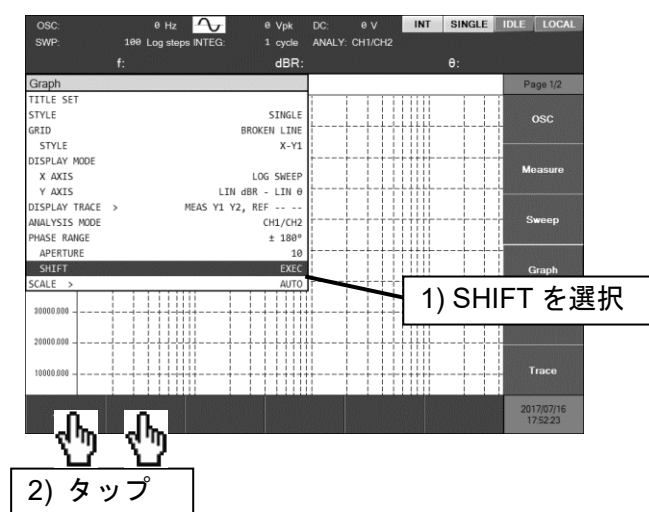 OSC: 0 Hz 0 Vpk DC: 0 V INT SINGLE IDLE LOCAL
SWP: 100 Log steps INTEG: 1 cycle ANALY: CH1/CH2
f: dBR: θ:
Graph
Page 1/2
TITLE SET
STYLE SINGLE
GRID BROKEN LINE
STYLE X-Y1
DISPLAY MODE
X AXIS LOG SWEEP
Y AXIS LIN dBR - LIN θ
DISPLAY TRACE > MEAS Y1 Y2, REF -- --
ANALYSIS MODE CH1/CH2
PHASE RANGE ± 180°
APERTURE 10
SHIFT EXEC
SCALE > AUTO
OSC
Measure
Sweep
Graph
Trace
1) SHIFT を選択
30000.000
20000.000
10000.000
2017/07/16
17:52:23
2) タップ